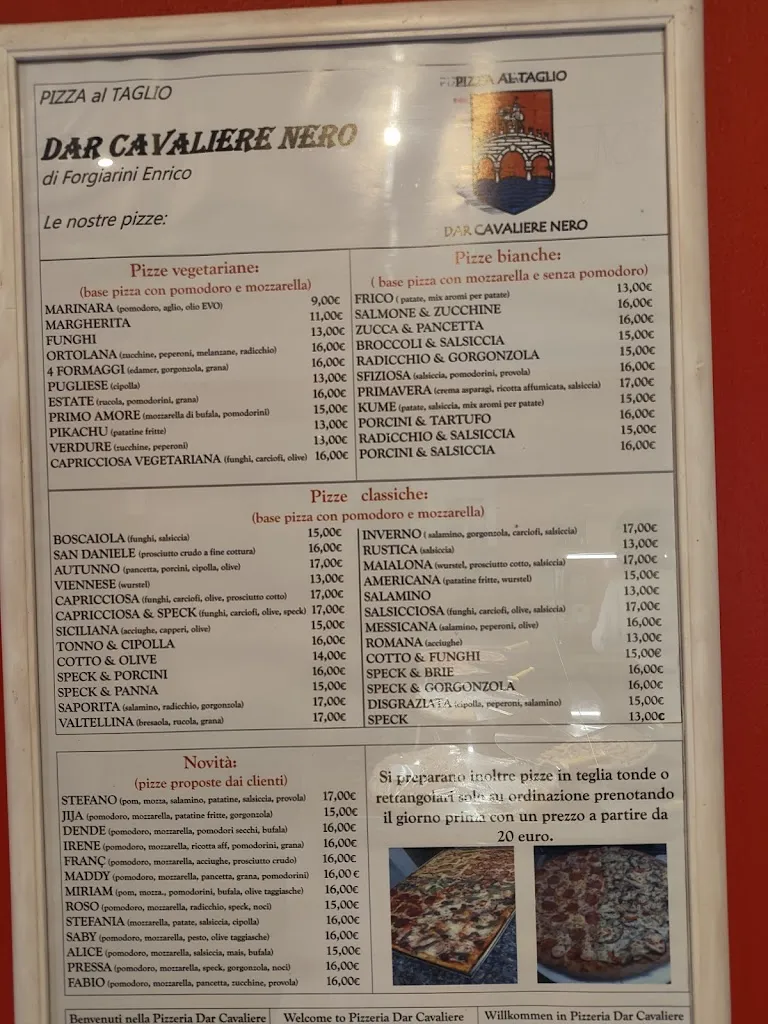 PIZZA al TAGLIO
PIZZA AL TAGLIO
DAR CAVALIERE NERO
di Forgiarini Enrico
DAR CAVALIERE NERO
Le nostre pizze:
Pizze vegetariane:
(base pizza con pomodoro e mozzarella)
MARINARA (pomodoro, aglio, olio EVO) 9,00€
MARGHERITA 11,00€
FUNGHI 13,00€
ORTOLANA (zucchine, peperoni, melanzane, radicchio) 16,00€
4 FORMAGGI (edamer, gorgonzola, grana) 16,00€
PUGLIESE (cipolla) 13,00€
ESTATE (rucola, pomodorini, grana) 16,00€
PRIMO AMORE (mozzarella di bufala, pomodorini) 15,00€
PIKACHU (patatine fritte) 13,00€
VERDURE (zucchine, peperoni) 13,00€
CAPRICCIOSA VEGETARIANA (funghi, carciofi, olive) 16,00€
Pizze bianche:
( base pizza con mozzarella e senza pomodoro)
FRICO ( patate, mix aromi per patate) 13,00€
SALMONE & ZUCCHINE 16,00€
ZUCCA & PANCETTA 16,00€
BROCCOLI & SALSICCIA 15,00€
RADICCHIO & GORGONZOLA 15,00€
SFIZIOSA (salsiccia, pomodorini, provola) 16,00€
PRIMAVERA (crema asparagi, ricotta affumicata, salsiccia) 17,00€
KUME (patate, salsiccia, mix aromi per patate) 15,00€
PORCINI & TARTUFO 16,00€
RADICCHIO & SALSICCIA 15,00€
PORCINI & SALSICCIA 16,00€
Pizze classiche:
(base pizza con pomodoro e mozzarella)
BOSCAIOLA (funghi, salsiccia) 15,00€
SAN DANIELE (prosciutto crudo a fine cottura) 16,00€
AUTUNNO (pancetta, porcini, cipolla, olive) 17,00€
VIENNESE (wurstel) 13,00€
CAPRICCIOSA (funghi, carciofi, olive, prosciutto cotto) 17,00€
CAPRICCIOSA & SPECK (funghi, carciofi, olive, speck) 17,00€
SICILIANA (acciughe, capperi, olive) 15,00€
TONNO & CIPOLLA 16,00€
COTTO & OLIVE 14,00€
SPECK & PORCINI 16,00€
SPECK & PANNA 15,00€
SAPORITA (salamino, radicchio, gorgonzola) 17,00€
VALTELLINA (bresaola, rucola, grana) 17,00€
INVERNO ( salamino, gorgonzola, carciofi, salsiccia) 17,00€
RUSTICA (salsiccia) 13,00€
MAIALONA (wurstel, prosciutto cotto, salsiccia) 17,00€
AMERICANA (patatine fritte, wurstel) 15,00€
SALAMINO 13,00€
SALSICCIOSA (funghi, carciofi, olive, salsiccia) 17,00€
MESSICANA (salamino, peperoni, olive) 16,00€
ROMANA (acciughe) 13,00€
COTTO & FUNGHI 15,00€
SPECK & BRIE 16,00€
SPECK & GORGONZOLA 16,00€
DISGRAZIATA (cipolla, peperoni, salamino) 15,00€
SPECK 13,00€
Novità:
(pizze proposte dai clienti)
STEFANO (pom, mozza, salamino, patatine, salsiccia, provola) 17,00€
JIJA (pomodoro, mozzarella, patatine fritte, gorgonzola) 15,00€
DENDE (pomodoro, mozzarella, pomodori secchi, bufala) 16,00€
IRENE (pomodoro, mozzarella, ricotta aff, pomodorini, grana) 16,00€
FRANÇ (pomodoro, mozzarella, acciughe, prosciutto crudo) 16,00€
MADDY (pomodoro, mozzarella, pancetta, grana, pomodorini) 16,00 €
MIRIAM (pom, mozza., pomodorini, bufala, olive taggiasche) 16,00€
ROSO (pomodoro, mozzarella, radicchio, speck, noci) 15,00€
STEFANIA (mozzarella, patate, salsiccia, cipolla) 16,00€
SABY (pomodoro, mozzarella, pesto, olive taggiasche) 16,00€
ALICE (pomodoro, mozzarella, salsiccia, mais, bufala) 15,00€
PRESSA (pomodoro, mozzarella, speck, gorgonzola, noci) 16,00€
FABIO (pomodoro, mozzarella, pancetta, zucchine, provola) 16,00€
Si preparano inoltre pizze in teglia tonde o
rettangolari solo su ordinazione prenotando
il giorno prima con un prezzo a partire da
20 euro.
Benvenuti nella Pizzeria Dar Cavaliere
Welcome to Pizzeria Dar Cavaliere
Willkommen in Pizzeria Dar Cavaliere